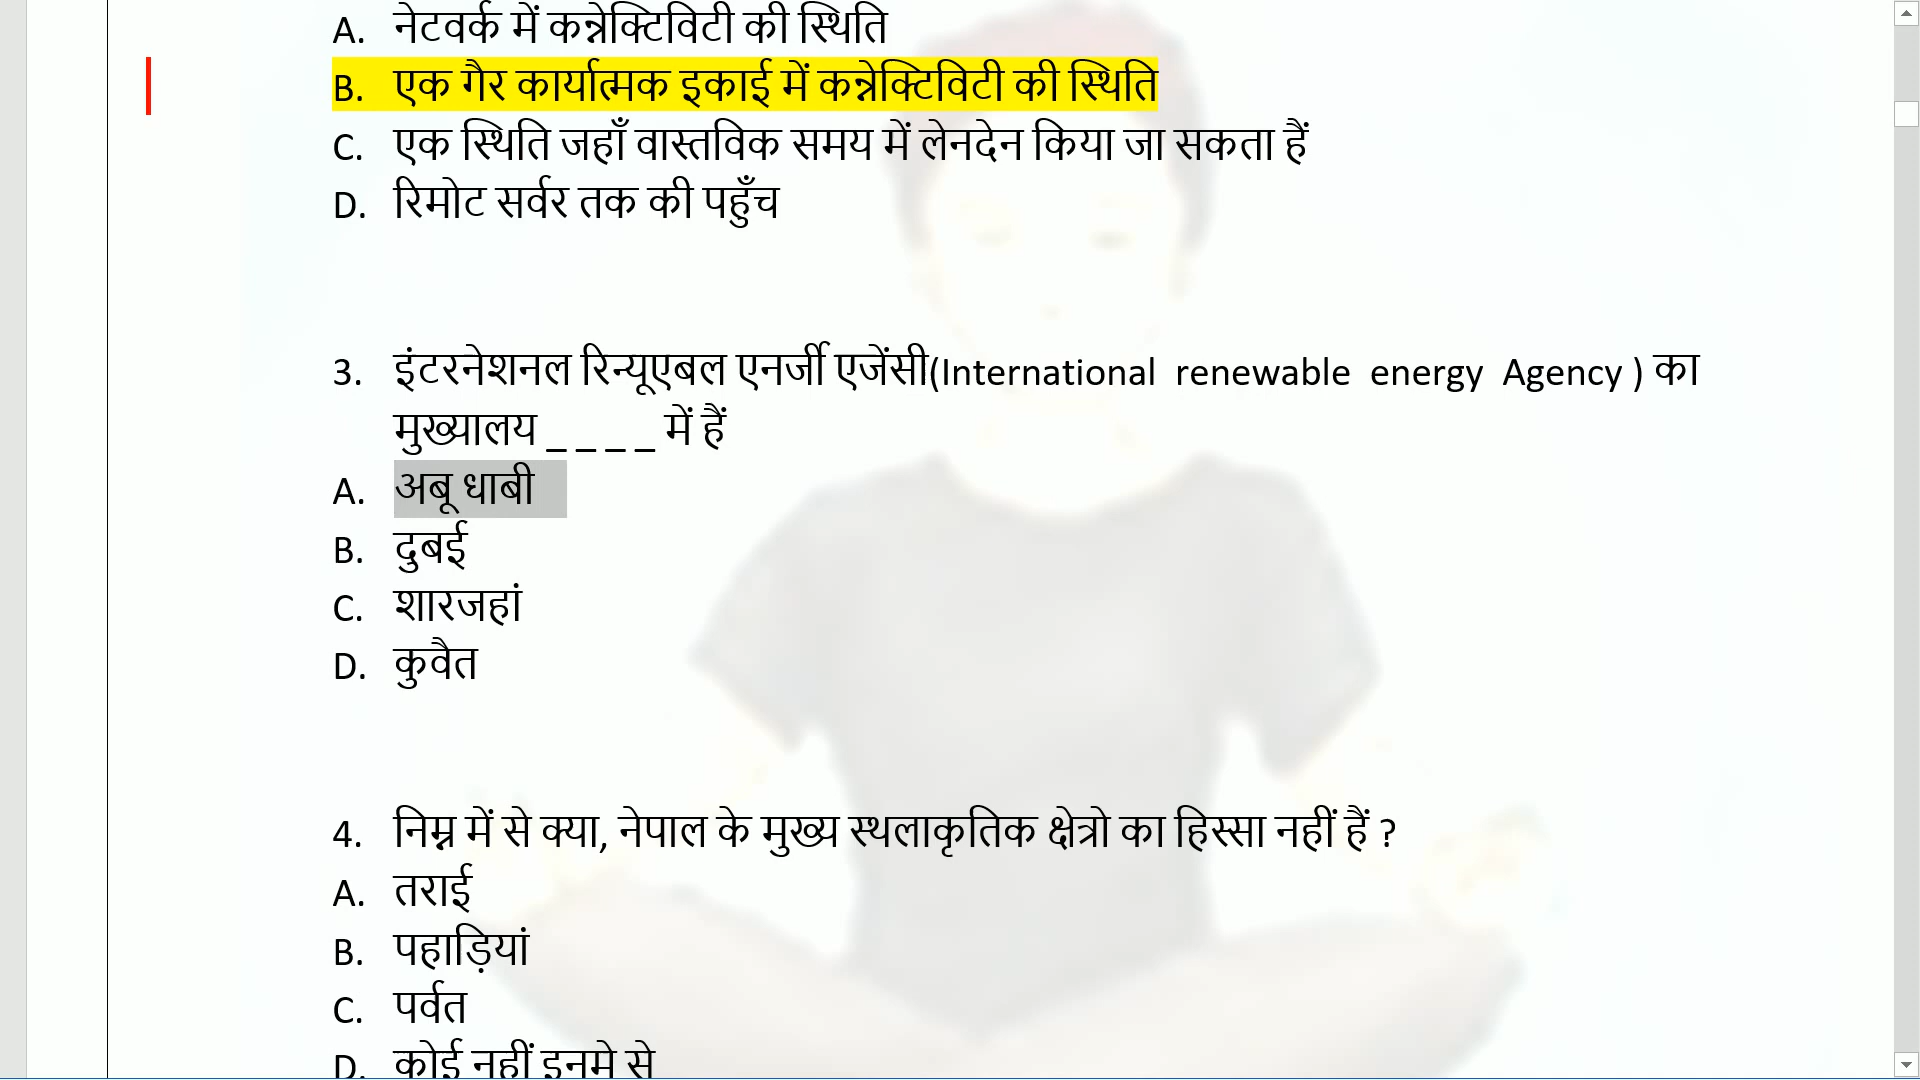 A. नेटवर्क में कन्नेक्टिविटी की स्थिति
B. एक गैर कार्यात्मक इकाई में कन्नेक्टिविटी की स्थिति
C. एक स्थिति जहाँ वास्तविक समय में लेनदेन किया जा सकता हैं
D. रिमोट सर्वर तक की पहुँच
3. इंटरनेशनल रिन्यूएबल एनर्जी एजेंसी(International renewable energy Agency ) का
मुख्यालय _ _ _ _ में हैं
A. अबू धाबी
B. दुबई
C. शारजहां
D. कुवैत
4. निम्न में से क्या, नेपाल के मुख्य स्थलाकृतिक क्षेत्रो का हिस्सा नहीं हैं ?
A. तराई
B. पहाड़ियां
C. पर्वत
D. कोई नहीं इनमे से